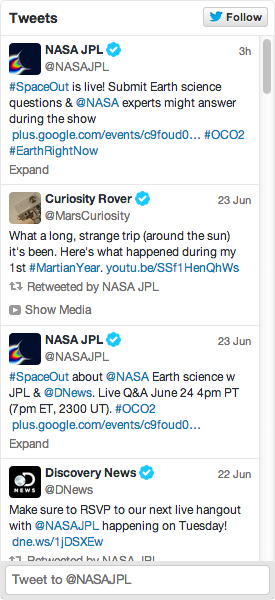 Tweets
Follow
NASA JPL 3h
@NASAJPL
#SpaceOut is live! Submit Earth science
questions & @NASA experts might answer
during the show
plus.google.com/events/c9foud0… #OCO2
#EarthRightNow
Expand
Curiosity Rover 23 Jun
@MarsCuriosity
What a long, strange trip (around the sun)
it's been. Here's what happened during my
1st #MartianYear. youtu.be/SSf1HenQhWs
Retweeted by NASA JPL
Show Media
NASA JPL 23 Jun
@NASAJPL
#SpaceOut about @NASA Earth science w
JPL & @DNews. Live Q&A June 24 4pm PT
(7pm ET, 2300 UT). #OCO2
plus.google.com/events/c9foud0…
Expand
DNEWS
Discovery News 22 Jun
@DNews
Make sure to RSVP to our next live hangout
with @NASAJPL happening on Tuesday!
dne.ws/1jDSXEw
Retweeted by NASA JPL
Tweet to @NASAJPL